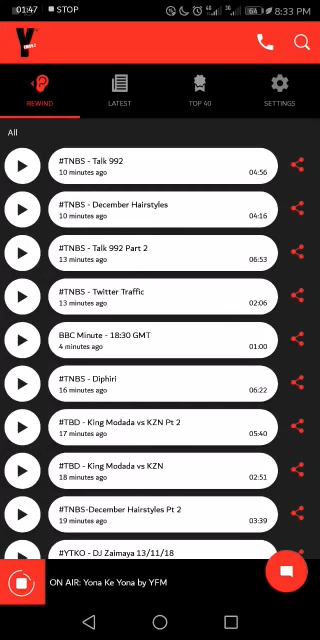 01:47 STOP 8:33 PM
Y
REWIND LATEST TOP 40 SETTINGS
All
#TNBS - Talk 992
10 minutes ago 04:56
#TNBS - December Hairstyles
10 minutes ago 04:16
#TNBS - Talk 992 Part 2
13 minutes ago 06:53
#TNBS - Twitter Traffic
13 minutes ago 02:06
BBC Minute - 18:30 GMT
4 minutes ago 01:00
#TNBS - Diphiri
16 minutes ago 06:22
#TBD - King Modada vs KZN Pt 2
17 minutes ago 05:40
#TBD - King Modada vs KZN
18 minutes ago 02:51
#TNBS-December Hairstyles Pt 2
19 minutes ago 03:39
#YTKO - DJ Zaimaya 13/11/18
ON AIR: Yona Ke Yona by YFM